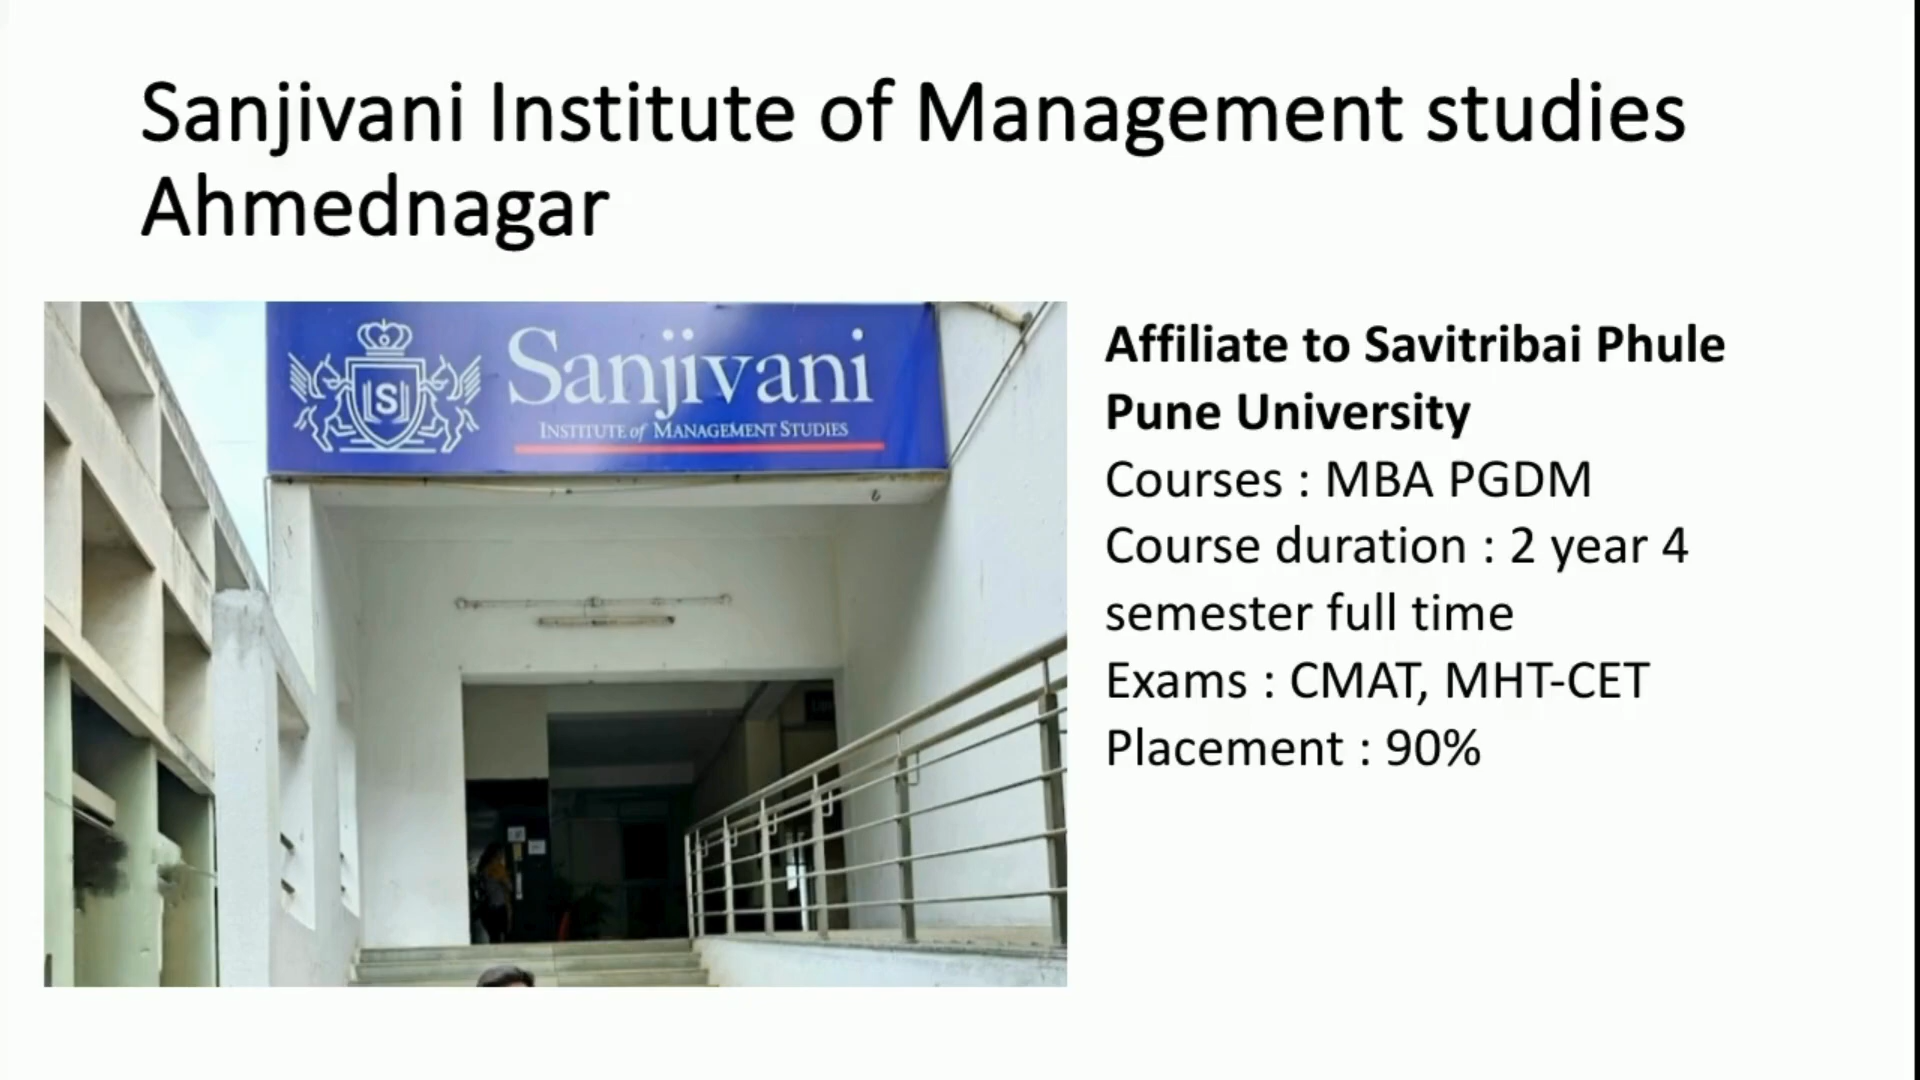 Sanjivani Institute of Management studies
Ahmednagar
S
Sanjivani
INSTITUTE of MANAGEMENT STUDIES
Affiliate to Savitribai Phule
Pune University
Courses : MBA PGDM
Course duration : 2 year 4
semester full time
Exams : CMAT, MHT-CET
Placement : 90%